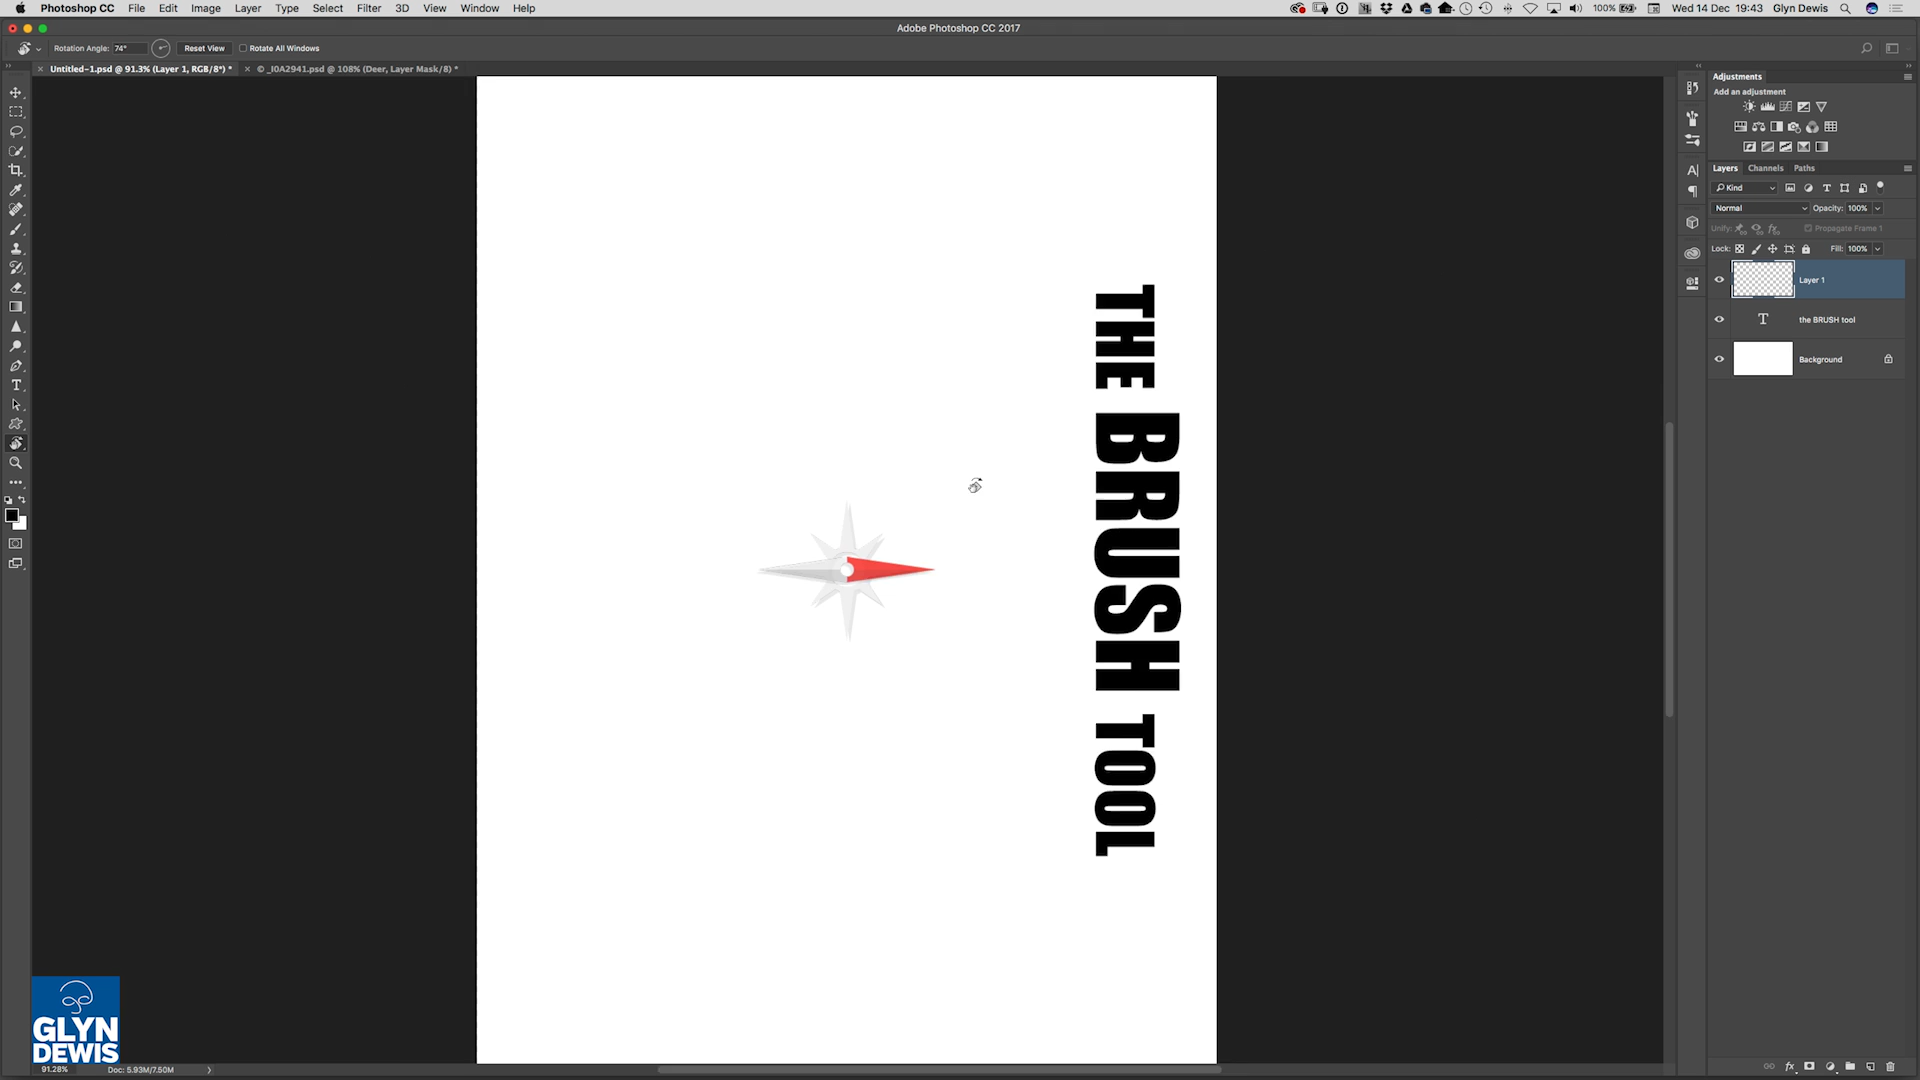 Photoshop CC File Edit Image Layer Type Select Filter 3D View Window Help 100% Wed 14 Dec 19:43 Glyn Dewis
Adobe Photoshop CC 2017
Rotation Angle: 74° Reset View Rotate All Windows
Untitled-1.psd @ 91.3% (Layer 1, RGB/8*) * © _I0A2941.psd @ 108% (Deer, Layer Mask/8) *
Adjustments
Add an adjustment
Layers Channels Paths
Kind
Normal Opacity: 100%
Unify: Propagate Frame 1
Lock: Fill: 100%
Layer 1
the BRUSH tool
Background
THE BRUSH TOOL
GLYN
DEWIS
91.28% Doc: 5.93M/7.50M